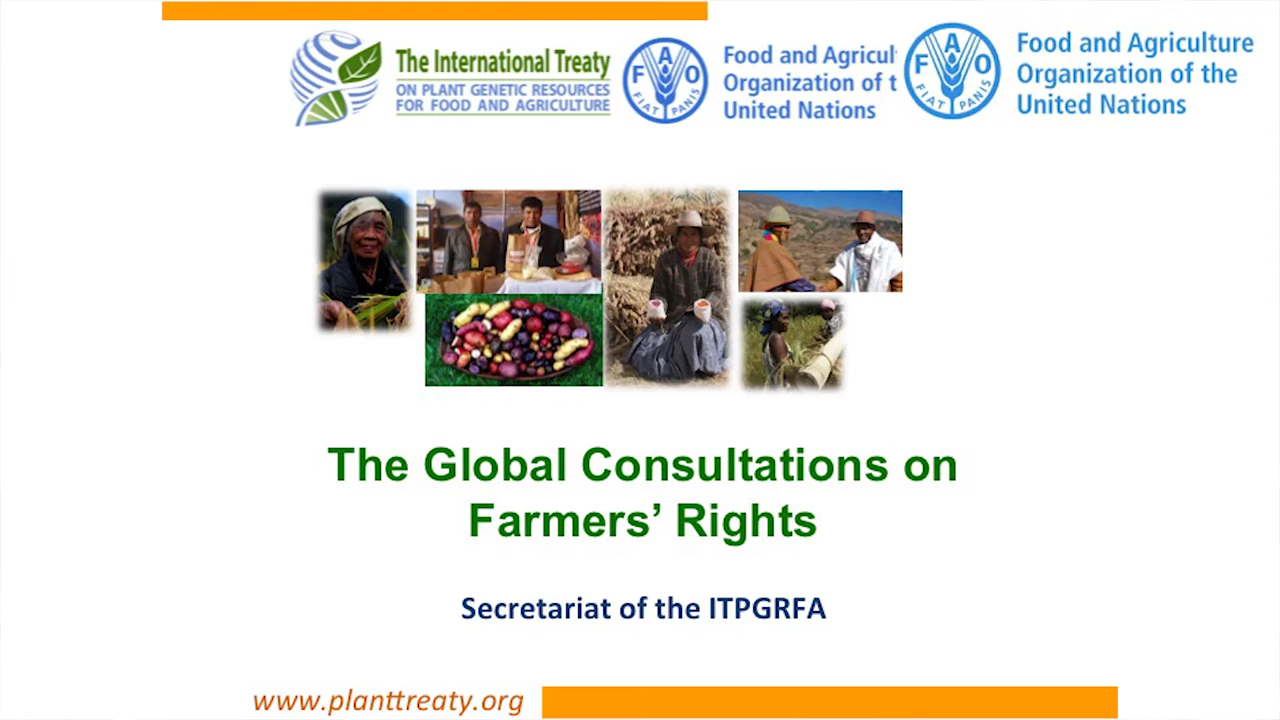 The International Treaty
ON PLANT GENETIC RESOURCES
FOR FOOD AND AGRICULTURE
F A O
FIAT PANIS
Food and Agricul
Organization of t
United Nations
F A O
FIAT PANIS
Food and Agriculture
Organization of the
United Nations
The Global Consultations on
Farmers’ Rights
Secretariat of the ITPGRFA
www.planttreaty.org